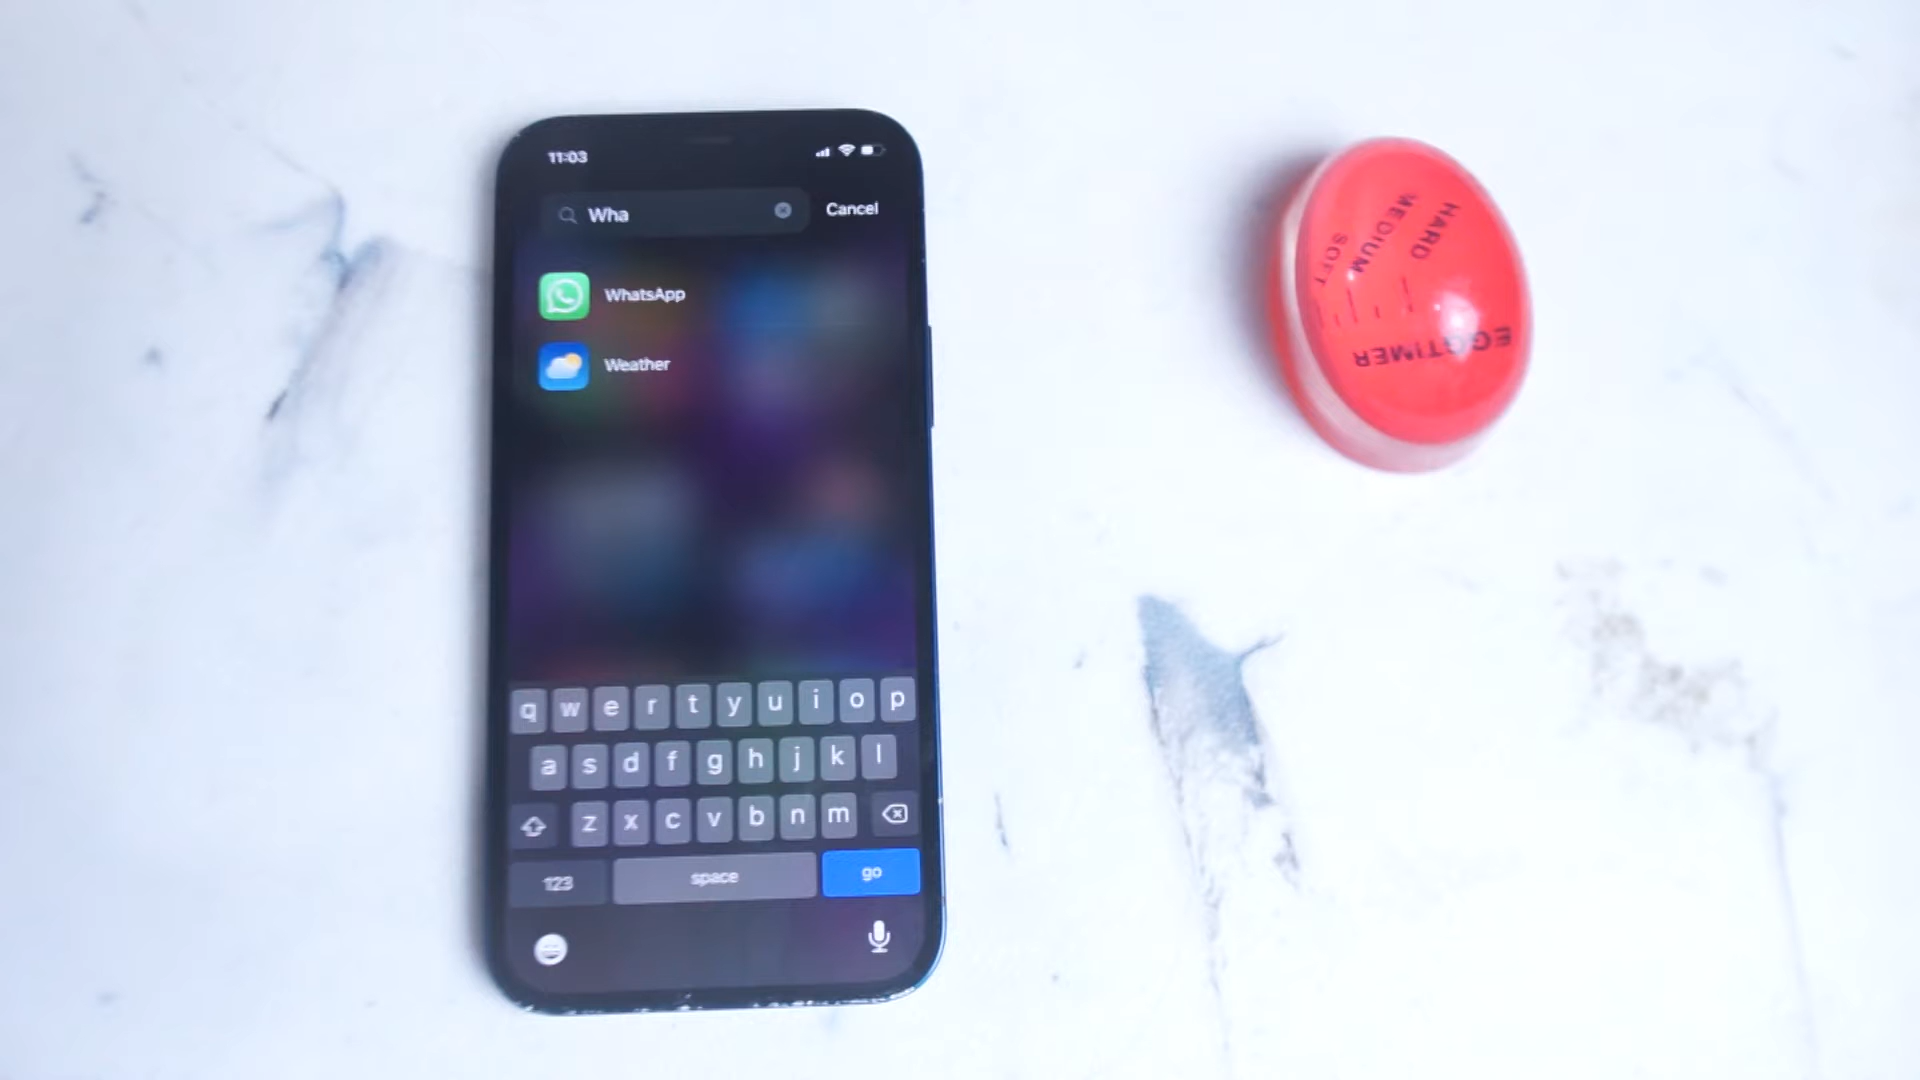 11:03
Wha
Cancel
WhatsApp
Weather
q w e r t y u i o p
a s d f g h j k l
z x c v b n m
123
space
go
HARD
MEDIUM
SOFT
EGGTIMER